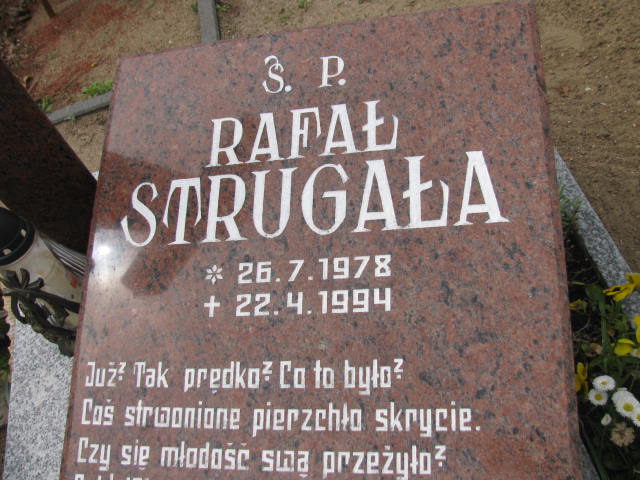 Ś. P.
RAFAŁ
STRUGAŁA
* 26.7.1978
+ 22.4.1994
Już? Tak prędko? Co to było?
Coś strwonione pierzchło skrycie.
Czy się młodość swą przeżyło?